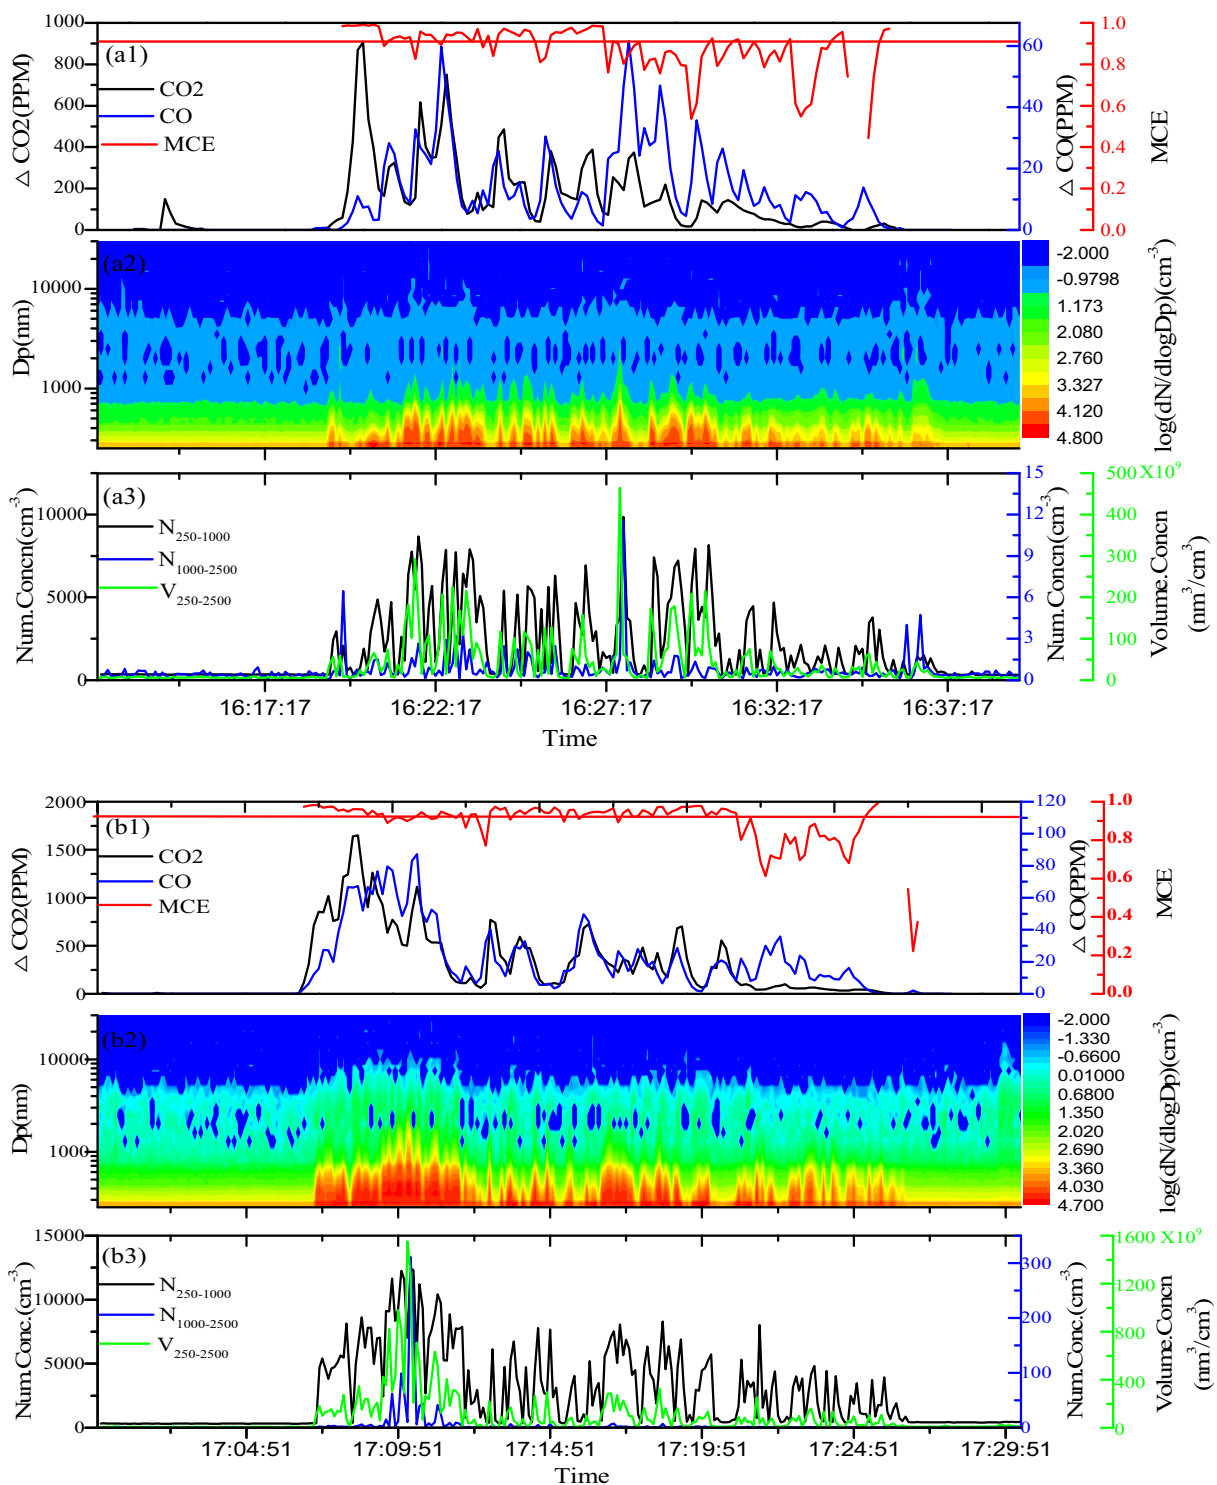 (a1)
△ CO2(PPM)
1000
800
600
400
200
0
CO2
CO
MCE
60
40
20
0
△ CO(PPM)
1.0
0.8
0.6
0.4
0.2
0.0
MCE
(a2)
Dp(nm)
10000
1000
-2.000
-0.9798
1.173
2.080
2.760
3.327
4.120
4.800
log(dN/dlogDp)(cm-3)
(a3)
Num.Concn(cm-3)
10000
5000
0
N250-1000
N1000-2500
V250-2500
15
12
9
6
3
0
Num.Concn(cm-3)
500 X10^9
400
300
200
100
0
Volume.Concn
(nm3/cm3)
16:17:17 16:22:17 16:27:17 16:32:17 16:37:17
Time
(b1)
△ CO2(PPM)
2000
1500
1000
500
0
CO2
CO
MCE
120
100
80
60
40
20
0
△ CO(PPM)
1.0
0.8
0.6
0.4
0.2
0.0
MCE
(b2)
Dp(nm)
10000
1000
-2.000
-1.330
-0.6600
0.01000
0.6800
1.350
2.020
2.690
3.360
4.030
4.700
log(dN/dlogDp)(cm-3)
(b3)
Num.Conc.(cm-3)
15000
10000
5000
0
N250-1000
N1000-2500
V250-2500
300
200
100
0
Num.Conc.(cm-3)
1600 X10^9
1200
800
400
0
Volume.Concn
(nm3/cm3)
17:04:51 17:09:51 17:14:51 17:19:51 17:24:51 17:29:51
Time